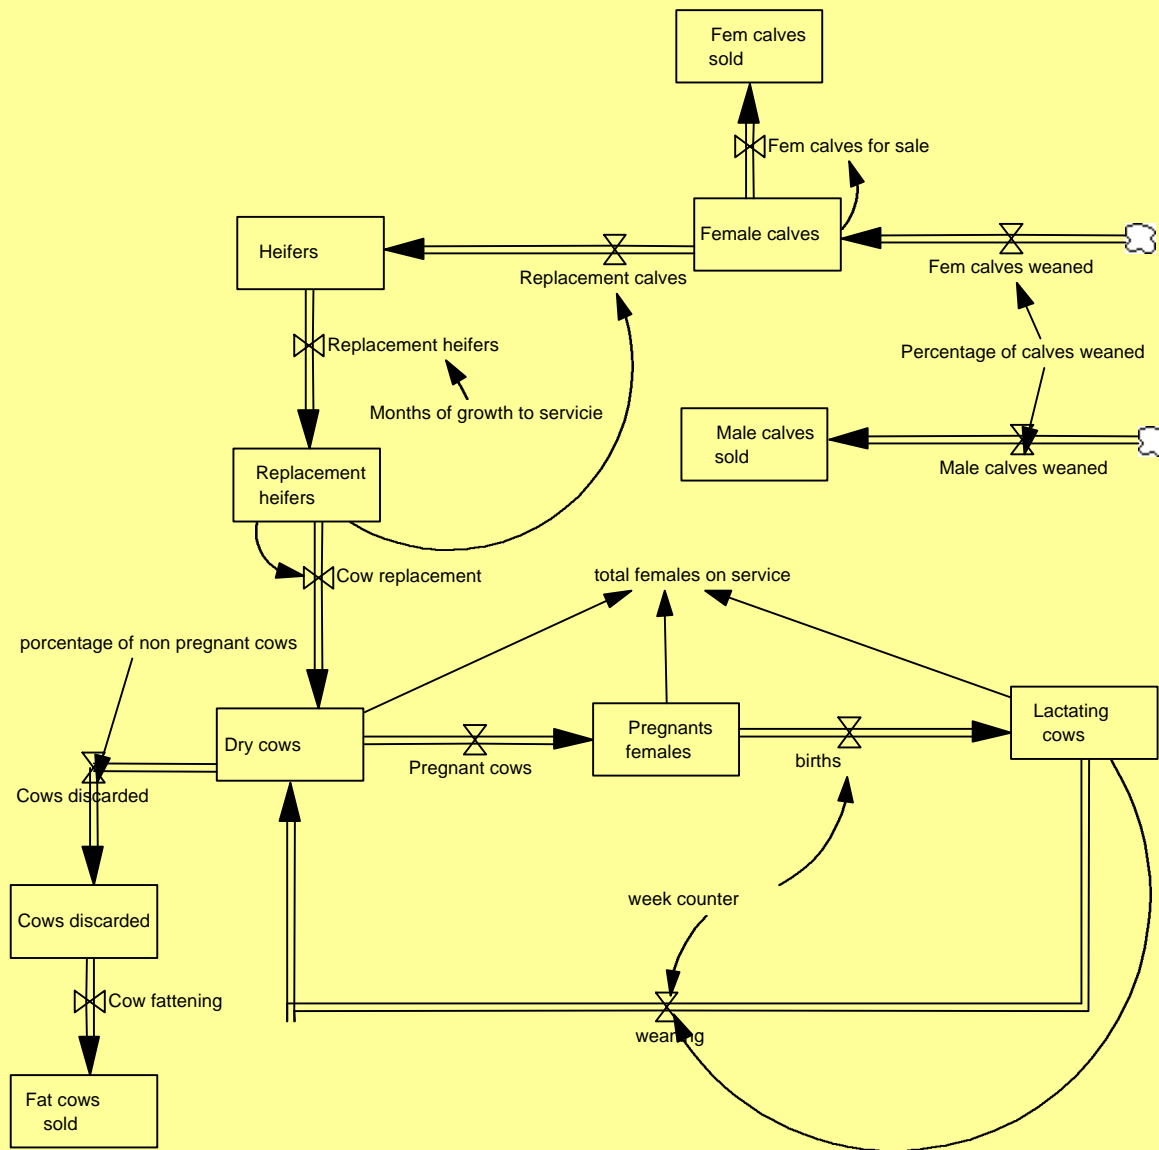 Fem calves
sold
Fem calves for sale
Female calves
Heifers
Replacement calves
Fem calves weaned
Replacement heifers
Percentage of calves weaned
Months of growth to servicie
Male calves
sold
Male calves weaned
Replacement
heifers
Cow replacement
total females on service
porcentage of non pregnant cows
Dry cows
Pregnant cows
Pregnants
females
births
Lactating
cows
Cows discarded
week counter
Cows discarded
Cow fattening
weaning
Fat cows
sold